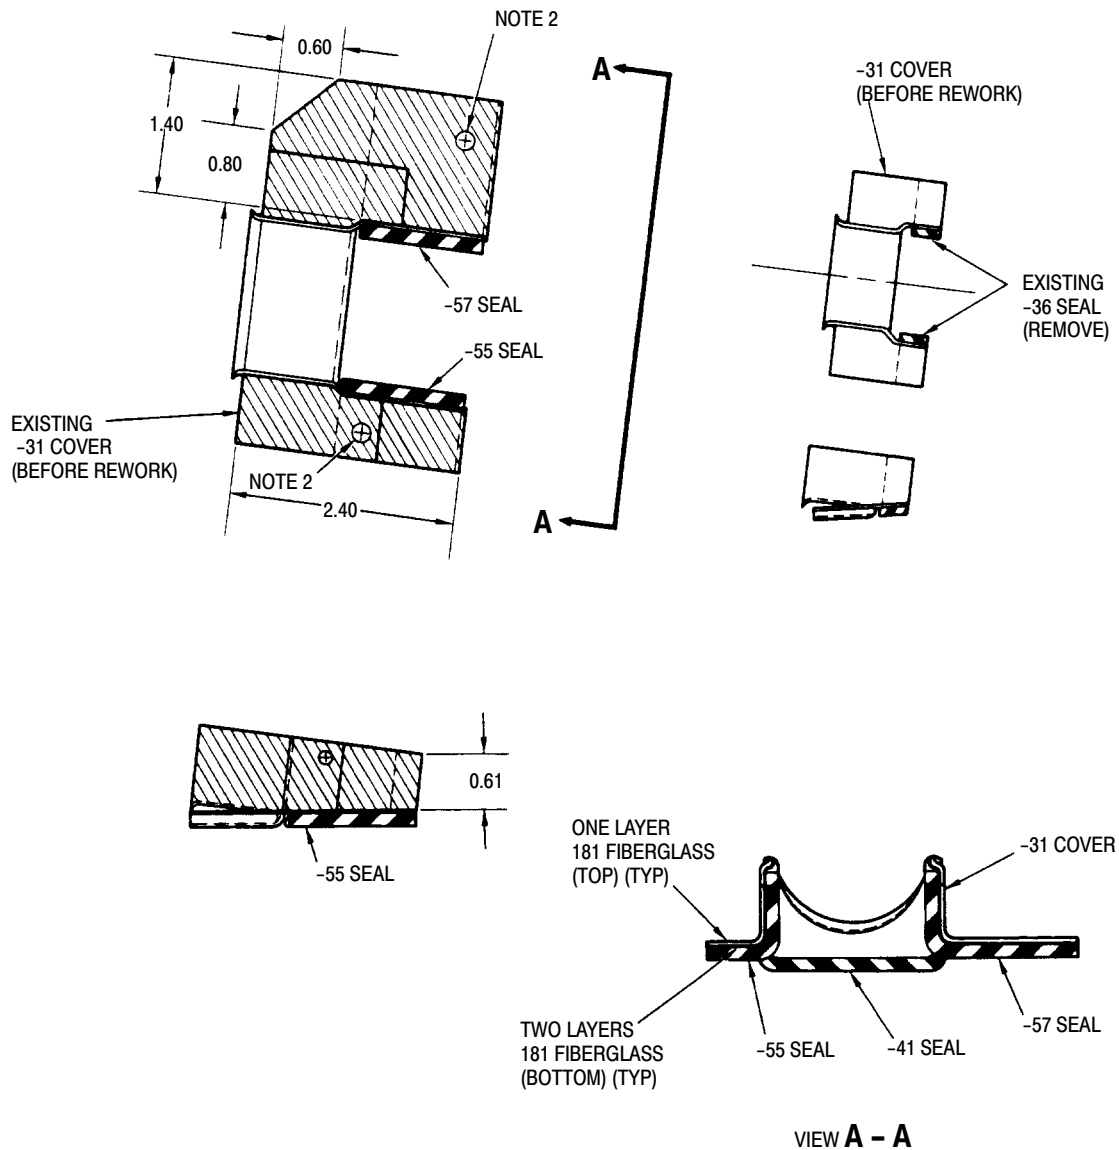 NOTE 2
0.60
A
-31 COVER
(BEFORE REWORK)
1.40
0.80
EXISTING
-36 SEAL
(REMOVE)
-57 SEAL
-55 SEAL
EXISTING
-31 COVER
(BEFORE REWORK)
NOTE 2
2.40
A
0.61
-55 SEAL
ONE LAYER
181 FIBERGLASS
(TOP) (TYP)
-31 COVER
TWO LAYERS
181 FIBERGLASS
(BOTTOM) (TYP)
-55 SEAL
-41 SEAL
-57 SEAL
VIEW A - A